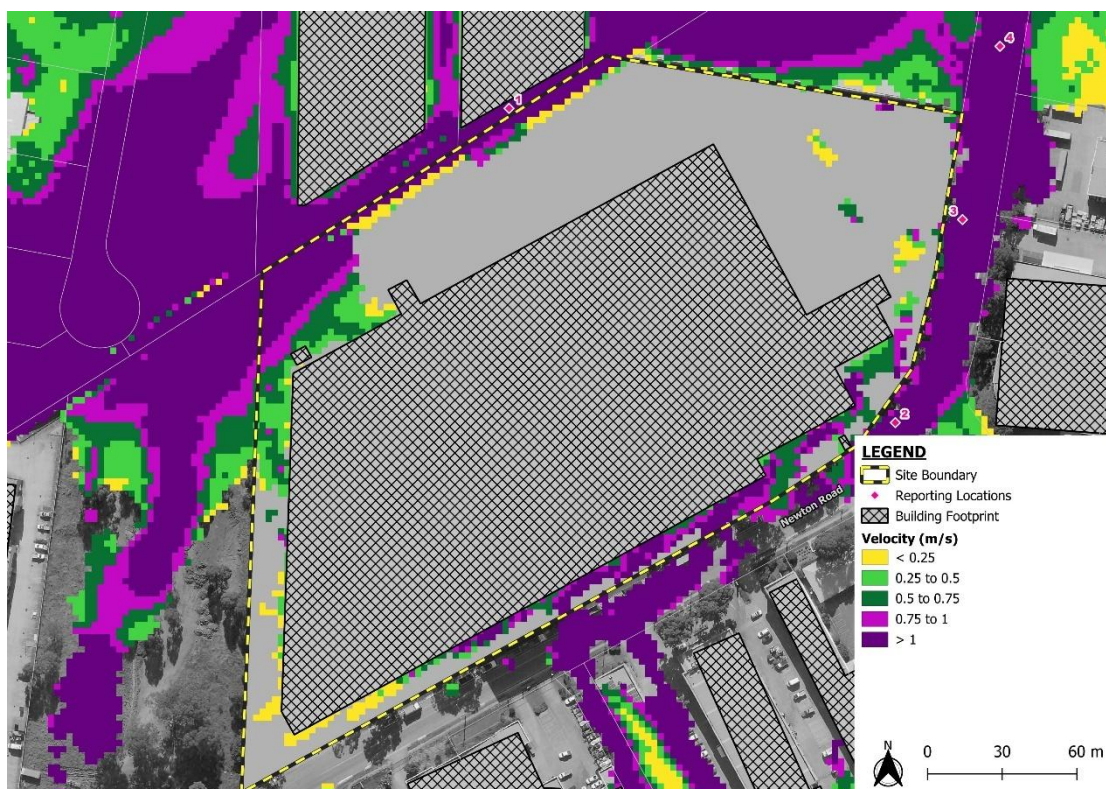 4
1
3
2
Newton Road
LEGEND
Site Boundary
Reporting Locations
Building Footprint
Velocity (m/s)
< 0.25
0.25 to 0.5
0.5 to 0.75
0.75 to 1
> 1
N
0 30 60 m